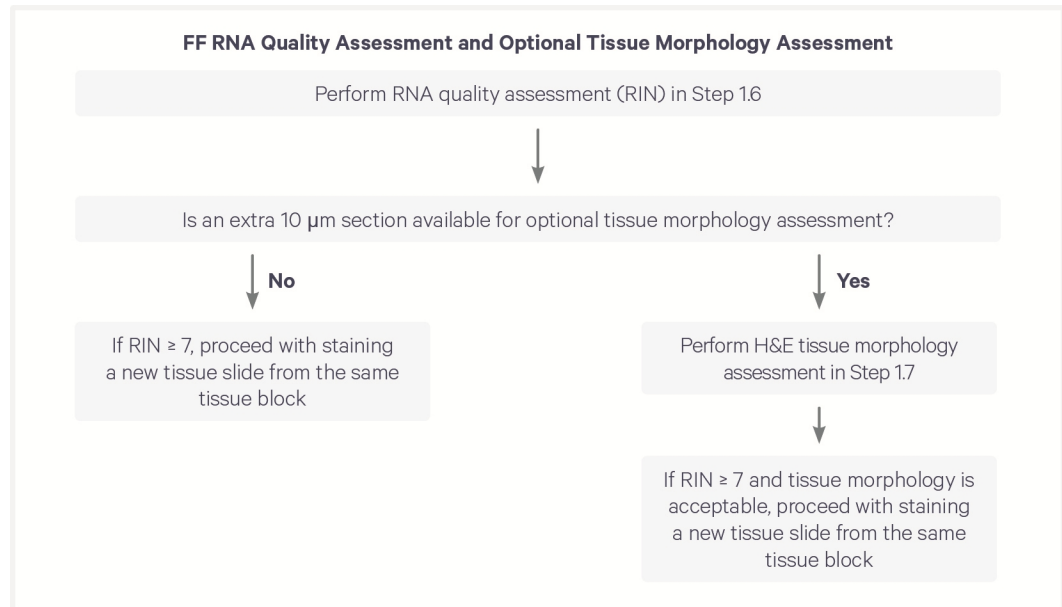 FF RNA Quality Assessment and Optional Tissue Morphology Assessment
Perform RNA quality assessment (RIN) in Step 1.6
Is an extra 10 μm section available for optional tissue morphology assessment?
No
Yes
If RIN ≥ 7, proceed with staining
a new tissue slide from the same
tissue block
Perform H&E tissue morphology
assessment in Step 1.7
If RIN ≥ 7 and tissue morphology is
acceptable, proceed with staining
a new tissue slide from the same
tissue block